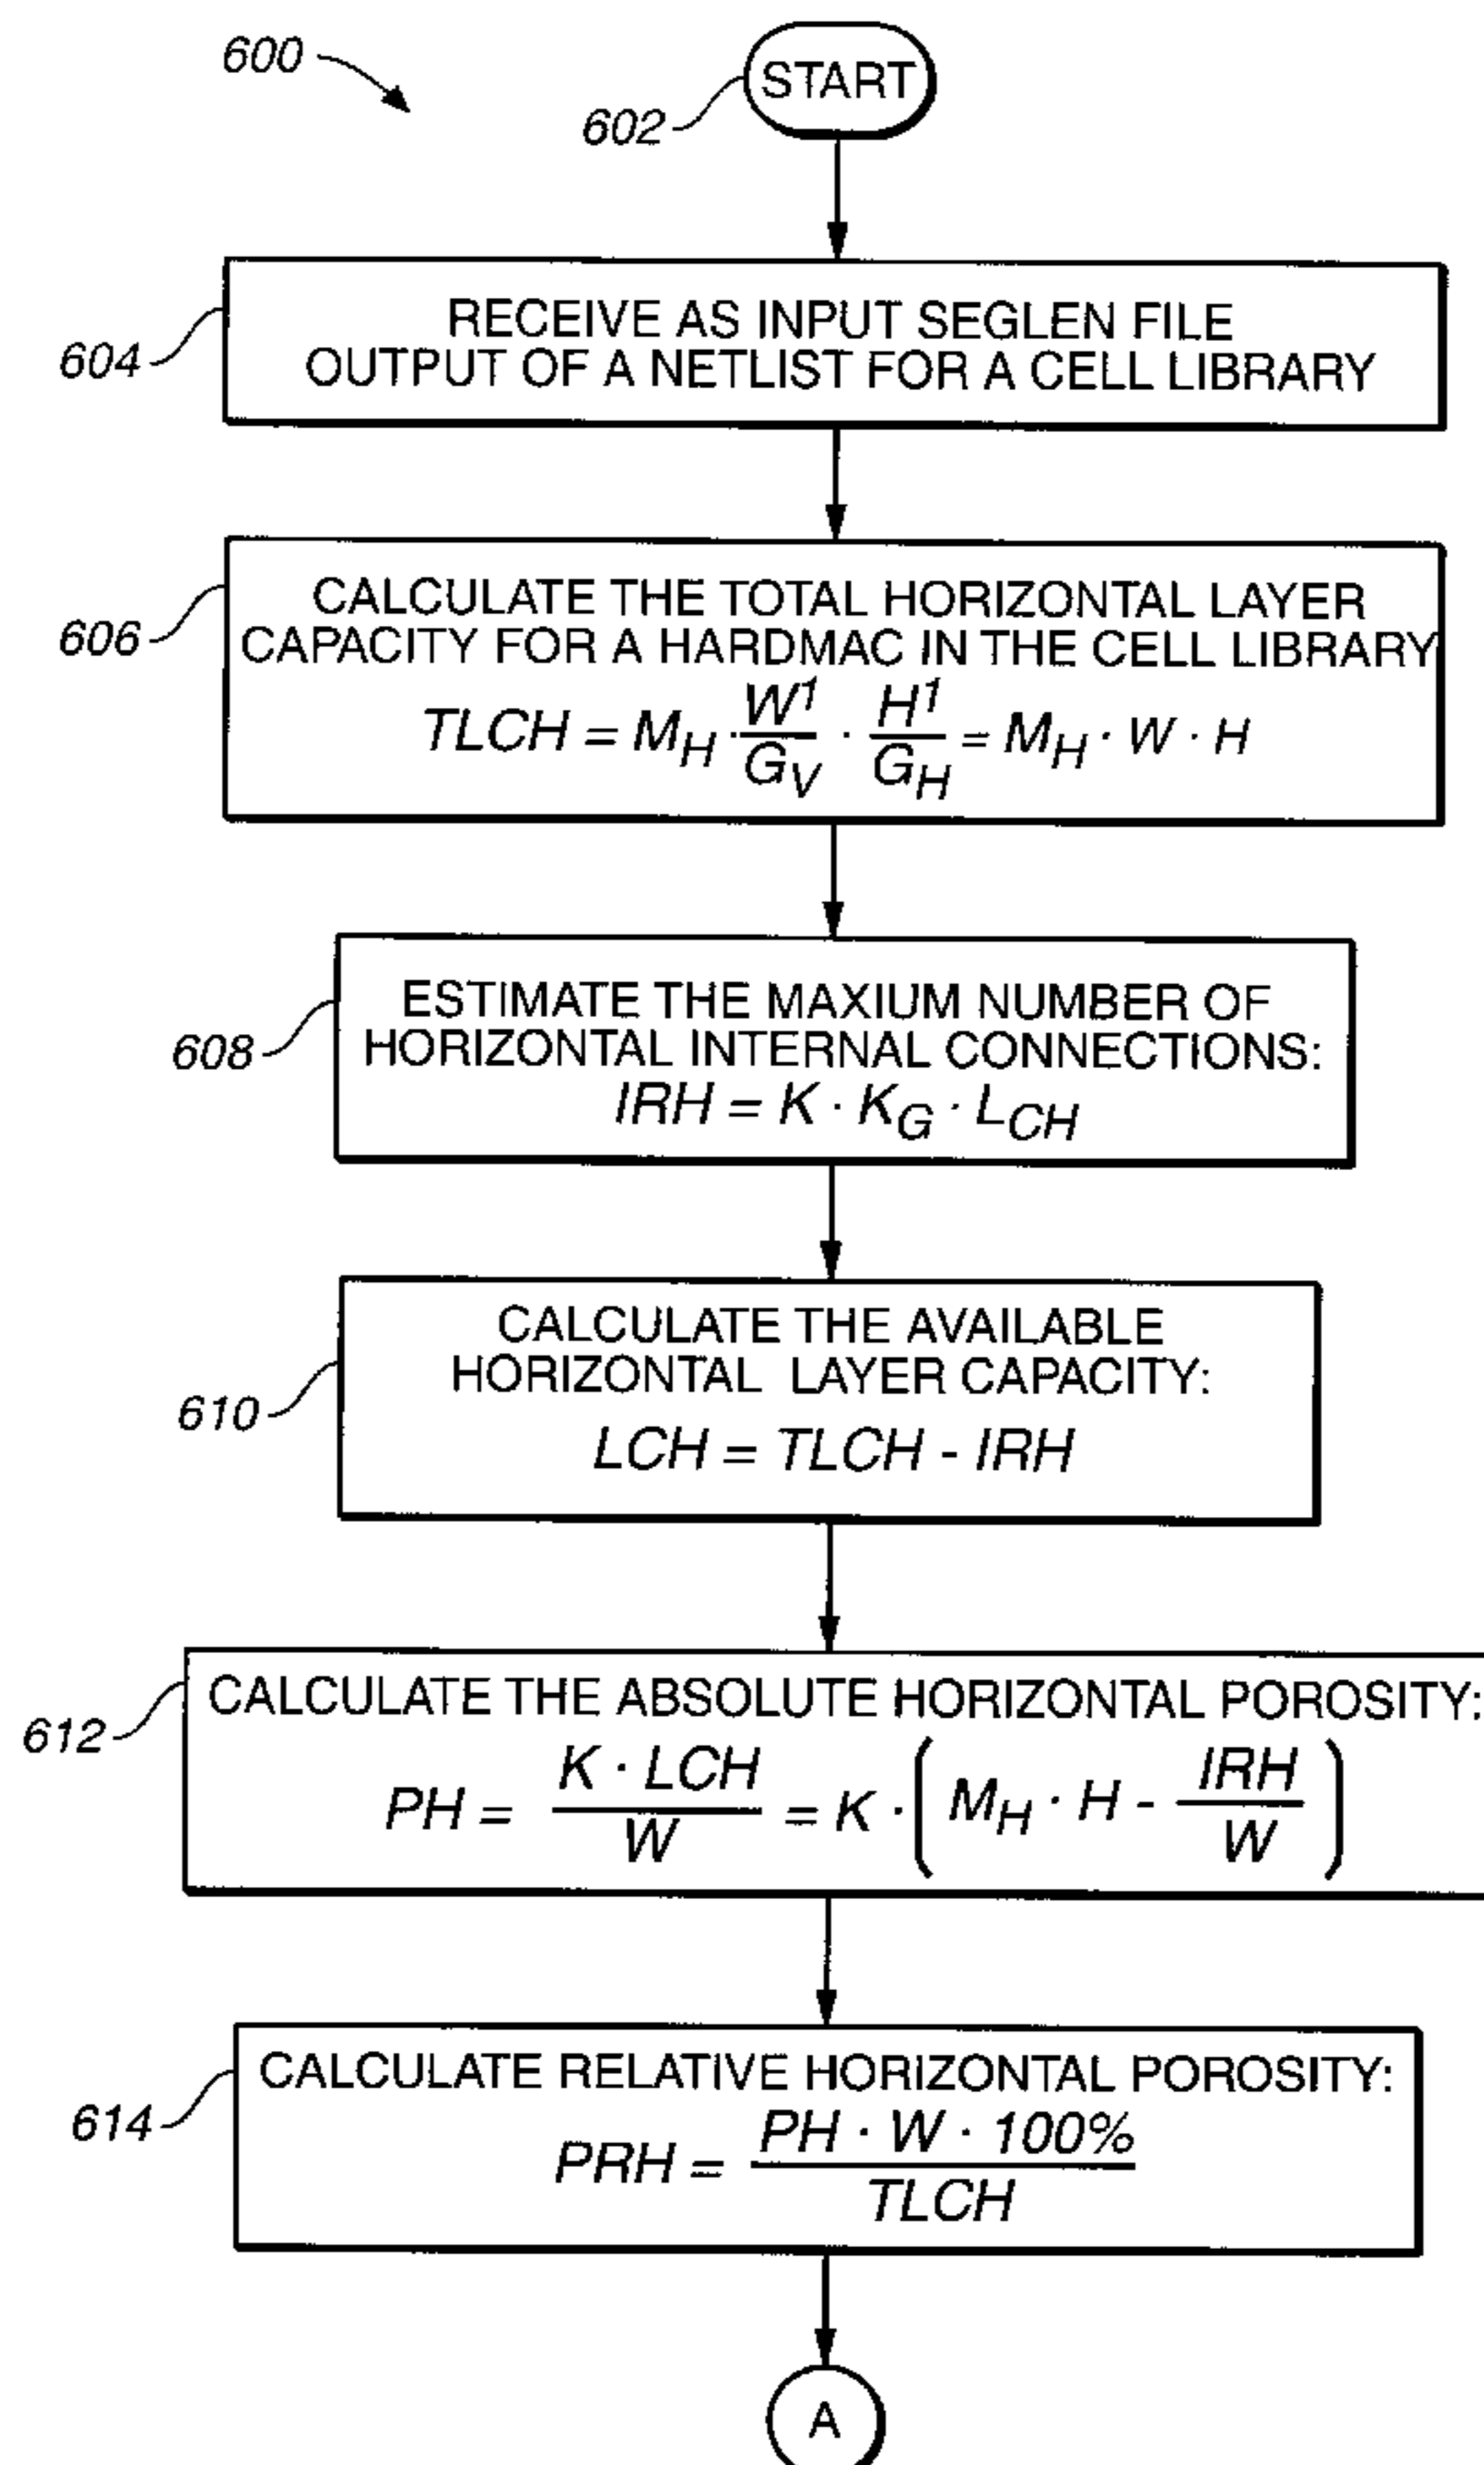 600
START
602
RECEIVE AS INPUT SEGLEN FILE
OUTPUT OF A NETLIST FOR A CELL LIBRARY
604
CALCULATE THE TOTAL HORIZONTAL LAYER
CAPACITY FOR A HARDMAC IN THE CELL LIBRARY
TLCH = M_H · W^1/G_V · H^1/G_H = M_H · W · H
606
ESTIMATE THE MAXIUM NUMBER OF
HORIZONTAL INTERNAL CONNECTIONS:
IRH = K · K_G · L_CH
608
CALCULATE THE AVAILABLE
HORIZONTAL LAYER CAPACITY:
LCH = TLCH - IRH
610
CALCULATE THE ABSOLUTE HORIZONTAL POROSITY:
PH = K · LCH/W = K · ( M_H · H - IRH/W )
612
CALCULATE RELATIVE HORIZONTAL POROSITY:
PRH = PH · W · 100%/TLCH
614
A